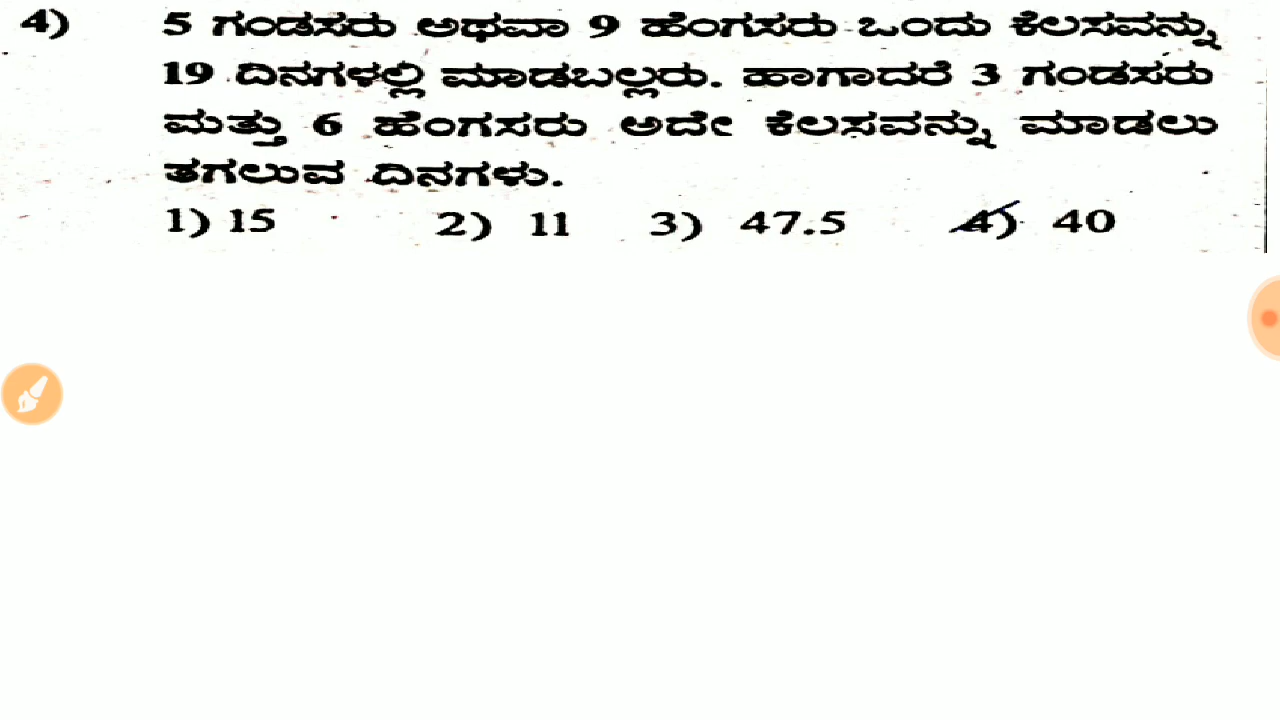 4) 5 ಗಂಡಸರು ಅಥವಾ 9 ಹೆಂಗಸರು ಒಂದು ಕೆಲಸವನ್ನು
19 ದಿನಗಳಲ್ಲಿ ಮಾಡಬಲ್ಲರು. ಹಾಗಾದರೆ 3 ಗಂಡಸರು
ಮತ್ತು 6 ಹೆಂಗಸರು ಅದೇ ಕೆಲಸವನ್ನು ಮಾಡಲು
ತಗಲುವ ದಿನಗಳು.
1) 15 2) 11 3) 47.5 4) 40